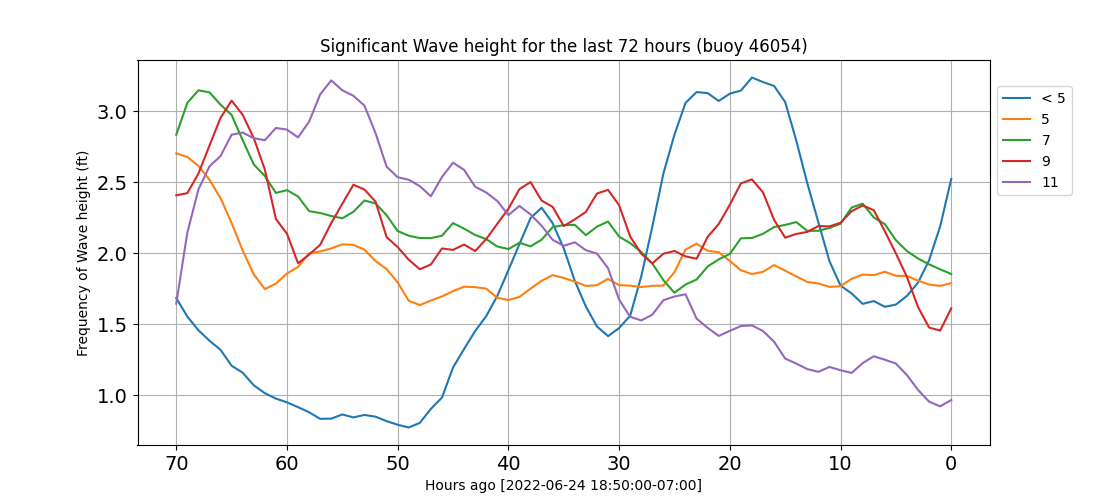 Significant Wave height for the last 72 hours (buoy 46054)
Frequency of Wave height (ft)
3.0
2.5
2.0
1.5
1.0
70 60 50 40 30 20 10 0
Hours ago [2022-06-24 18:50:00-07:00]
< 5
5
7
9
11